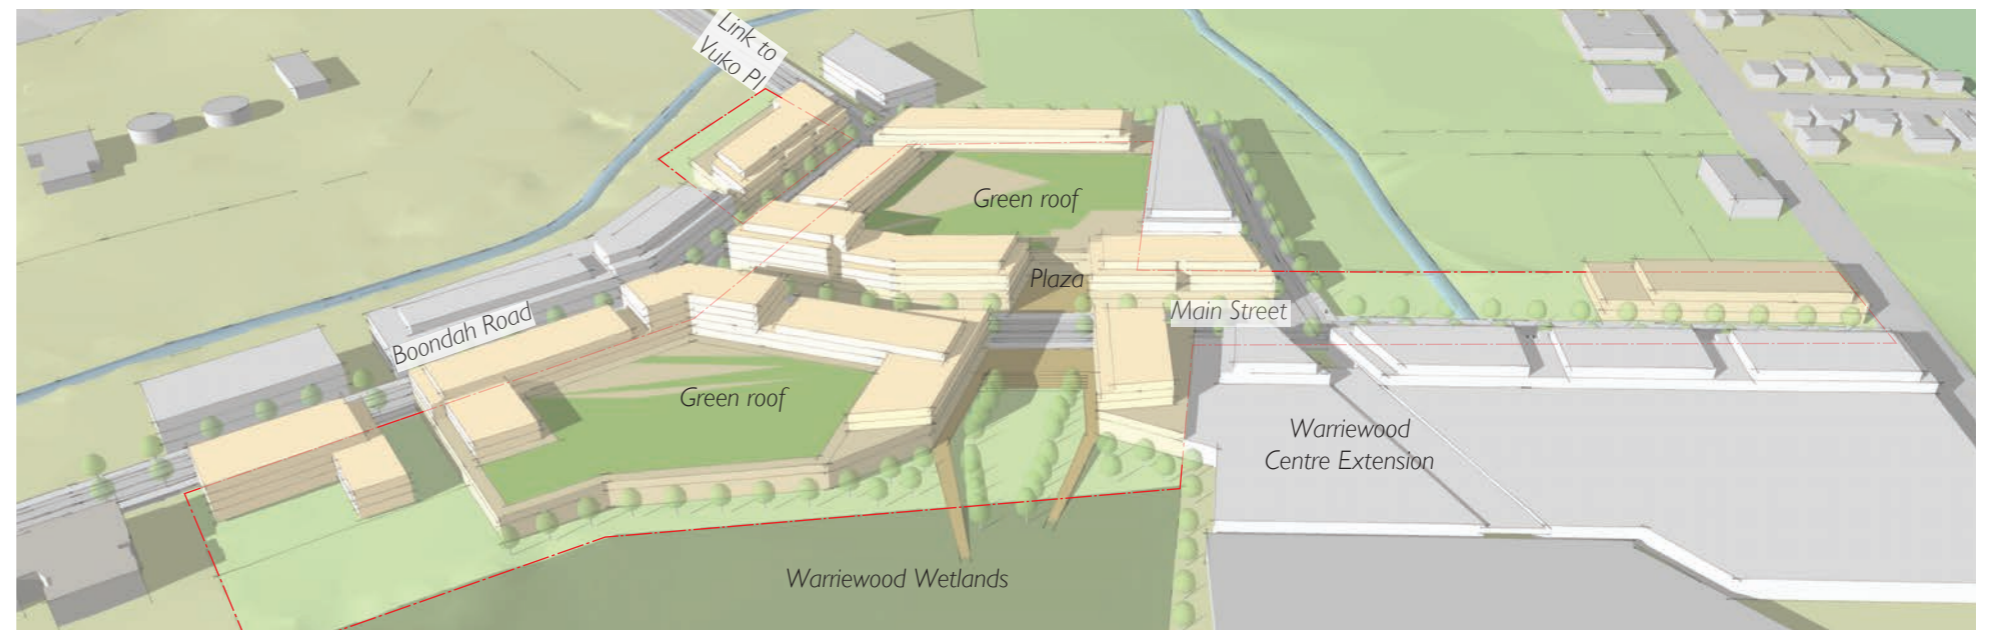 Link to
Vuko Pl
Green roof
Plaza
Main Street
Boondah Road
Green roof
Warriewood
Centre Extension
Warriewood Wetlands